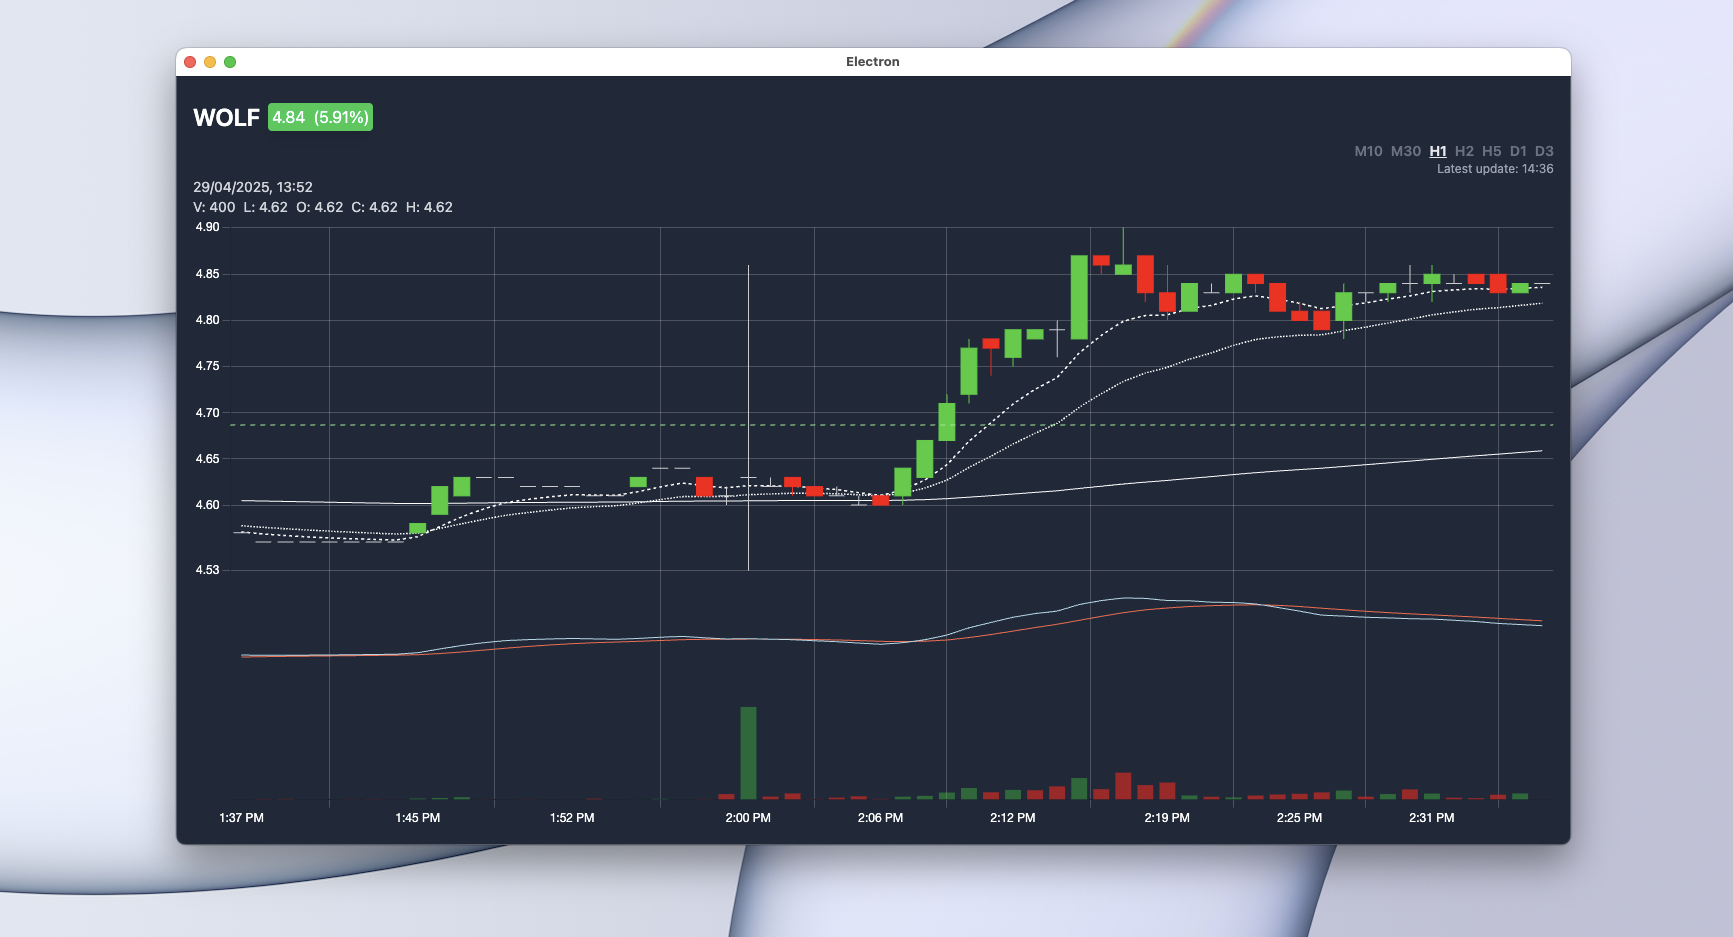 Electron
WOLF 4.84 (5.91%)
M10 M30 H1 H2 H5 D1 D3
Latest update: 14:36
29/04/2025, 13:52
V: 400 L: 4.62 O: 4.62 C: 4.62 H: 4.62
4.90
4.85
4.80
4.75
4.70
4.65
4.60
4.53
1:37 PM 1:45 PM 1:52 PM 2:00 PM 2:06 PM 2:12 PM 2:19 PM 2:25 PM 2:31 PM